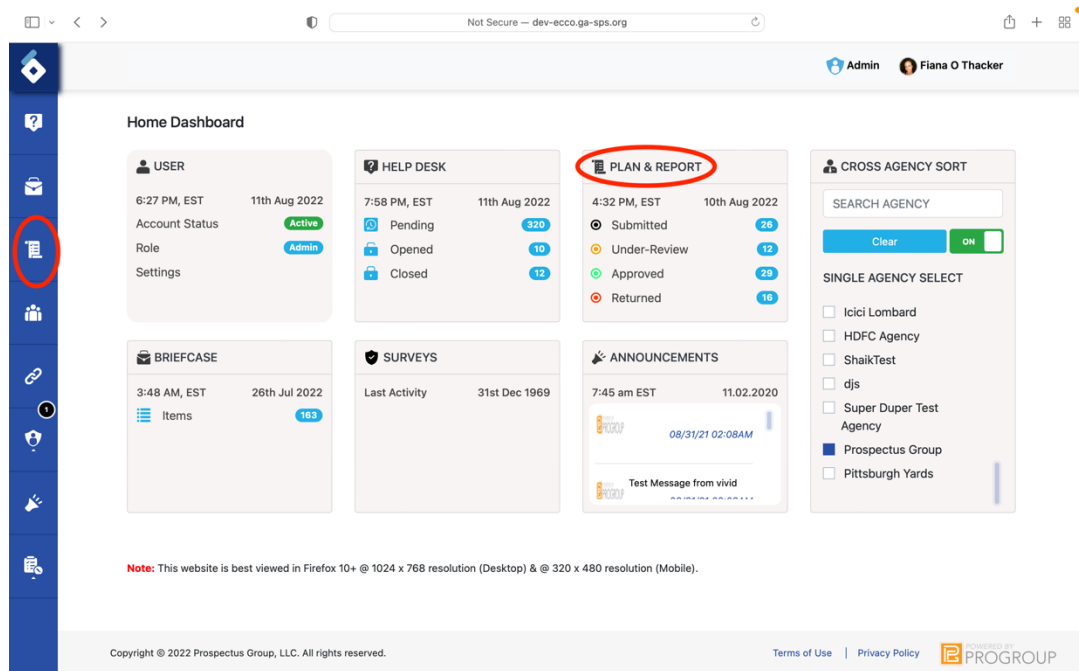 Not Secure — dev-ecco.ga-sps.org
Admin
Fiana O Thacker
Home Dashboard
USER
6:27 PM, EST 11th Aug 2022
Account Status Active
Role Admin
Settings
HELP DESK
7:58 PM, EST 11th Aug 2022
Pending 320
Opened 10
Closed 12
PLAN & REPORT
4:32 PM, EST 10th Aug 2022
Submitted 26
Under-Review 12
Approved 29
Returned 16
CROSS AGENCY SORT
SEARCH AGENCY
Clear ON
SINGLE AGENCY SELECT
Icici Lombard
HDFC Agency
ShaikTest
djs
Super Duper Test
Agency
Prospectus Group
Pittsburgh Yards
BRIEFCASE
3:48 AM, EST 26th Jul 2022
Items 163
SURVEYS
Last Activity 31st Dec 1969
ANNOUNCEMENTS
7:45 am EST 11.02.2020
PROGROUP
08/31/21 02:08AM
Test Message from vivid
PROGROUP
1
Note: This website is best viewed in Firefox 10+ @ 1024 x 768 resolution (Desktop) & @ 320 x 480 resolution (Mobile).
Copyright © 2022 Prospectus Group, LLC. All rights reserved.
Terms of Use | Privacy Policy
POWERED BY
PROGROUP